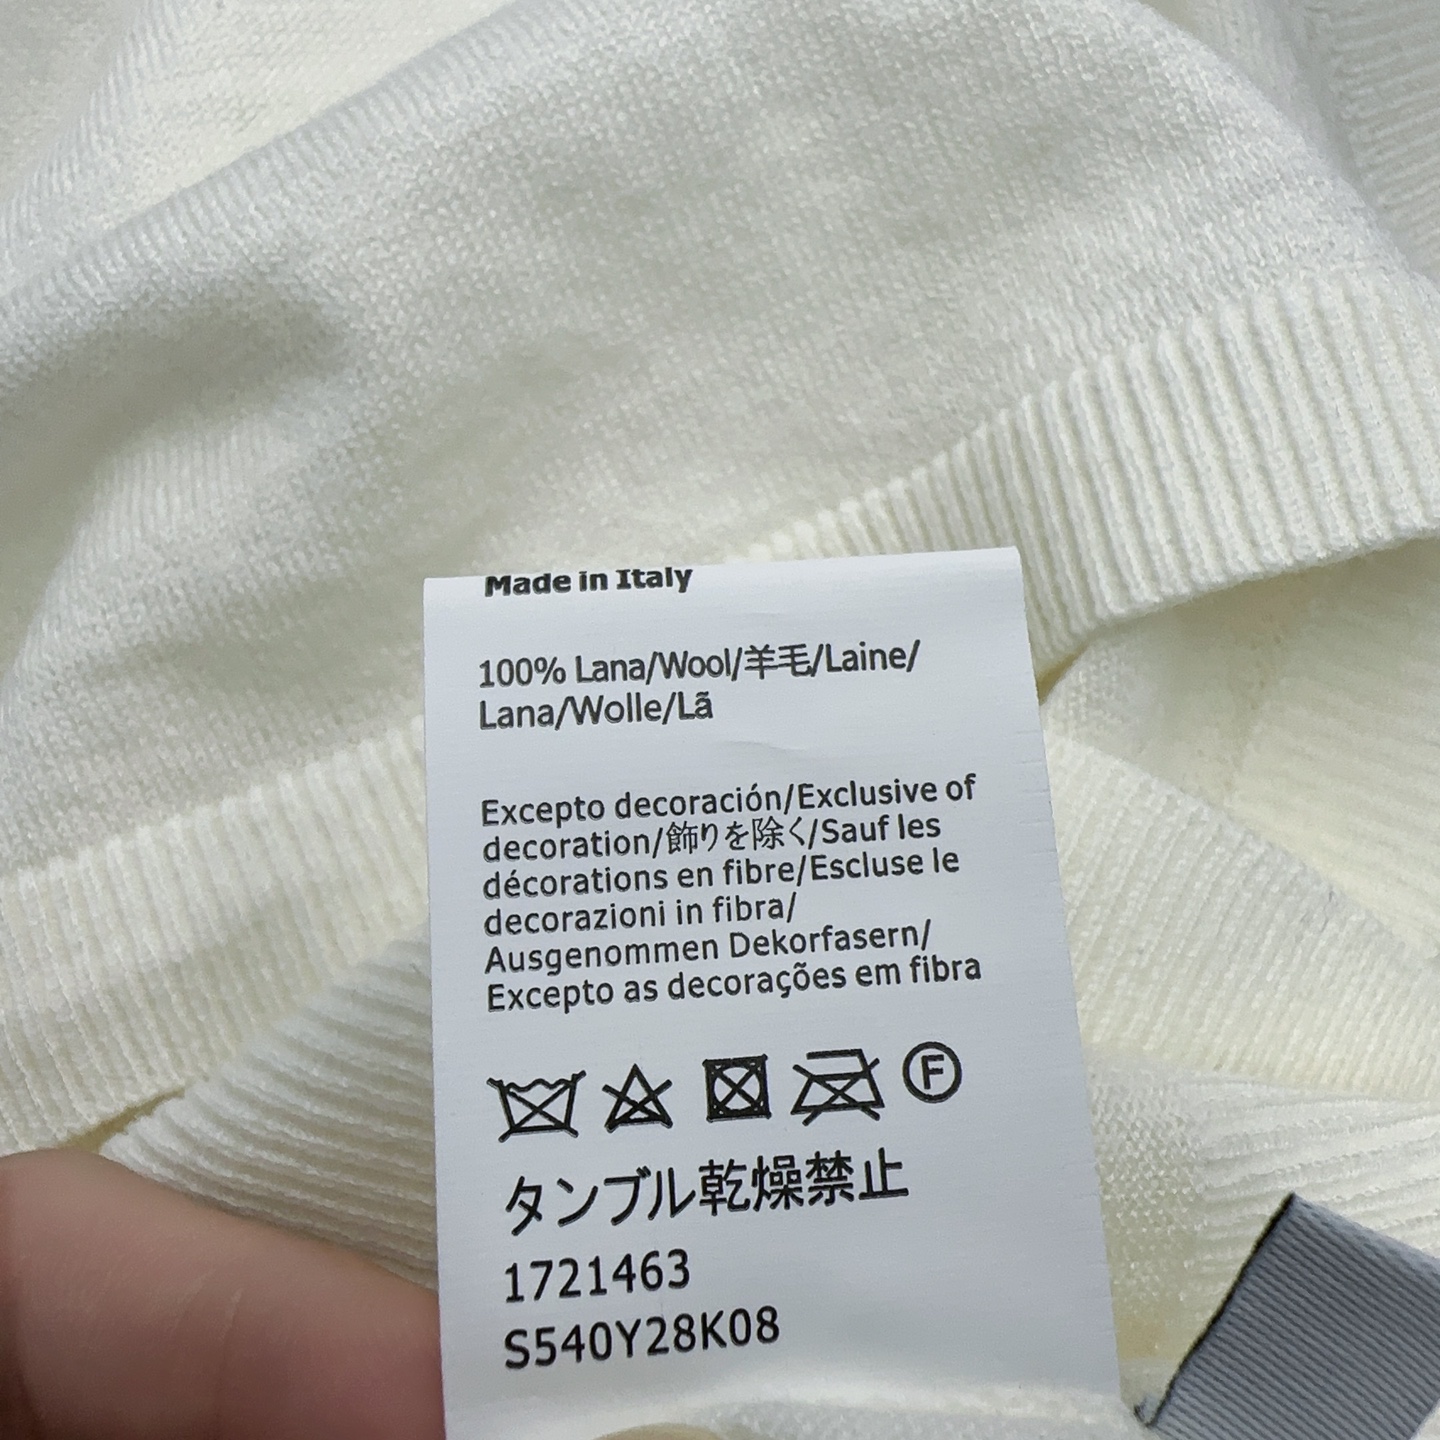 Made in Italy
100% Lana/Wool/羊毛/Laine/
Lana/Wolle/Lã
Excepto decoración/Exclusive of
decoration/飾りを除く/Sauf les
décorations en fibre/Escluse le
decorazioni in fibra/
Ausgenommen Dekorfasern/
Excepto as decorações em fibra
F
タンブル乾燥禁止
1721463
S540Y28K08